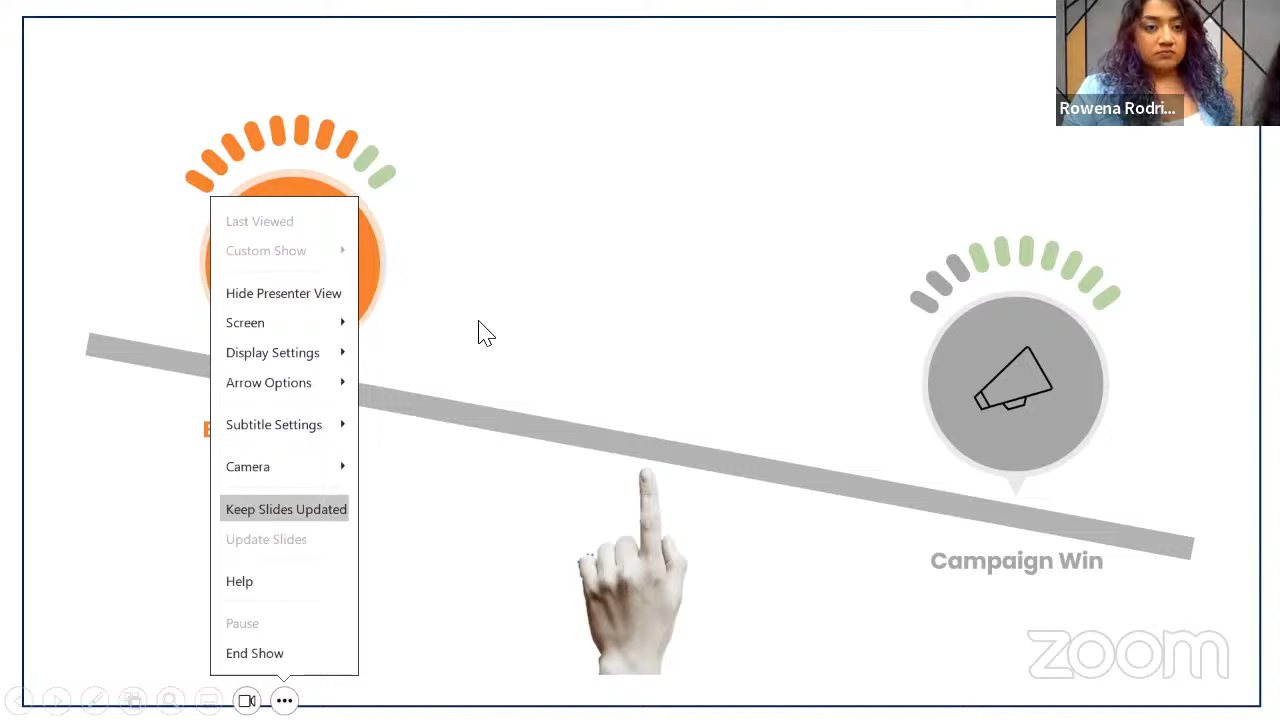 Rowena Rodri...
Last Viewed
Custom Show
Hide Presenter View
Screen
Display Settings
Arrow Options
Subtitle Settings
Camera
Keep Slides Updated
Update Slides
Help
Pause
End Show
Campaign Win
zoom